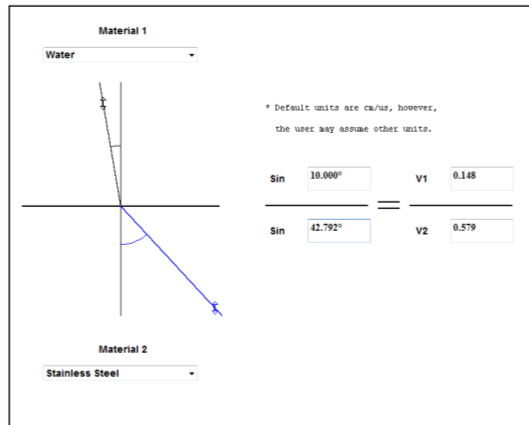 Material 1
Water
* Default units are cm/us, however,
the user may assume other units.
Sin 10.000° V1 0.148
Sin 42.792° V2 0.579
Material 2
Stainless Steel